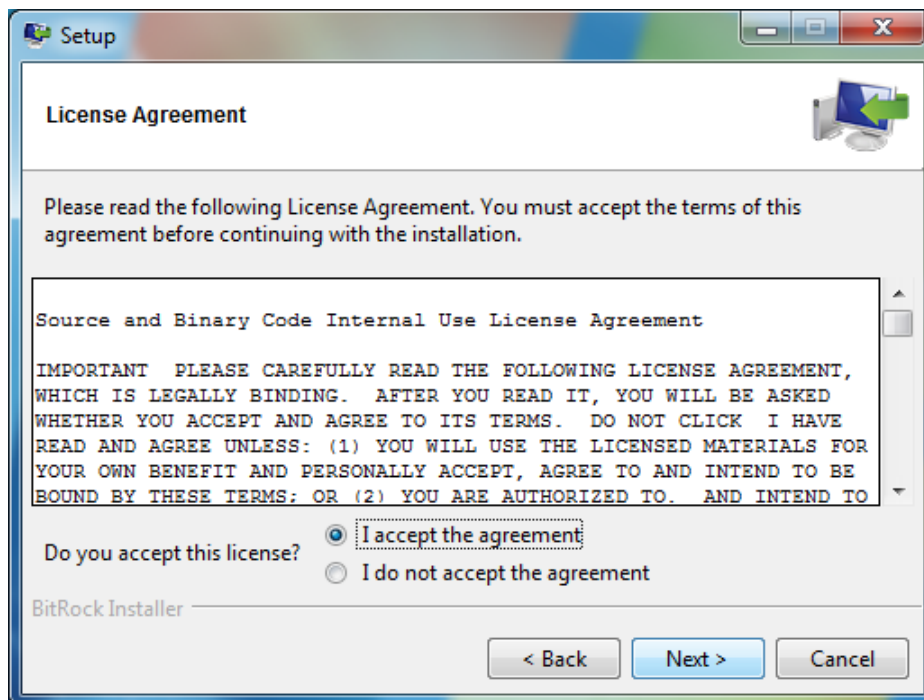 Setup
License Agreement
Please read the following License Agreement. You must accept the terms of this
agreement before continuing with the installation.
Source and Binary Code Internal Use License Agreement
IMPORTANT  PLEASE CAREFULLY READ THE FOLLOWING LICENSE AGREEMENT,
WHICH IS LEGALLY BINDING.  AFTER YOU READ IT, YOU WILL BE ASKED
WHETHER YOU ACCEPT AND AGREE TO ITS TERMS.  DO NOT CLICK  I HAVE
READ AND AGREE UNLESS: (1) YOU WILL USE THE LICENSED MATERIALS FOR
YOUR OWN BENEFIT AND PERSONALLY ACCEPT, AGREE TO AND INTEND TO BE
BOUND BY THESE TERMS; OR (2) YOU ARE AUTHORIZED TO.  AND INTEND TO
Do you accept this license?
I accept the agreement
I do not accept the agreement
BitRock Installer
< Back
Next >
Cancel